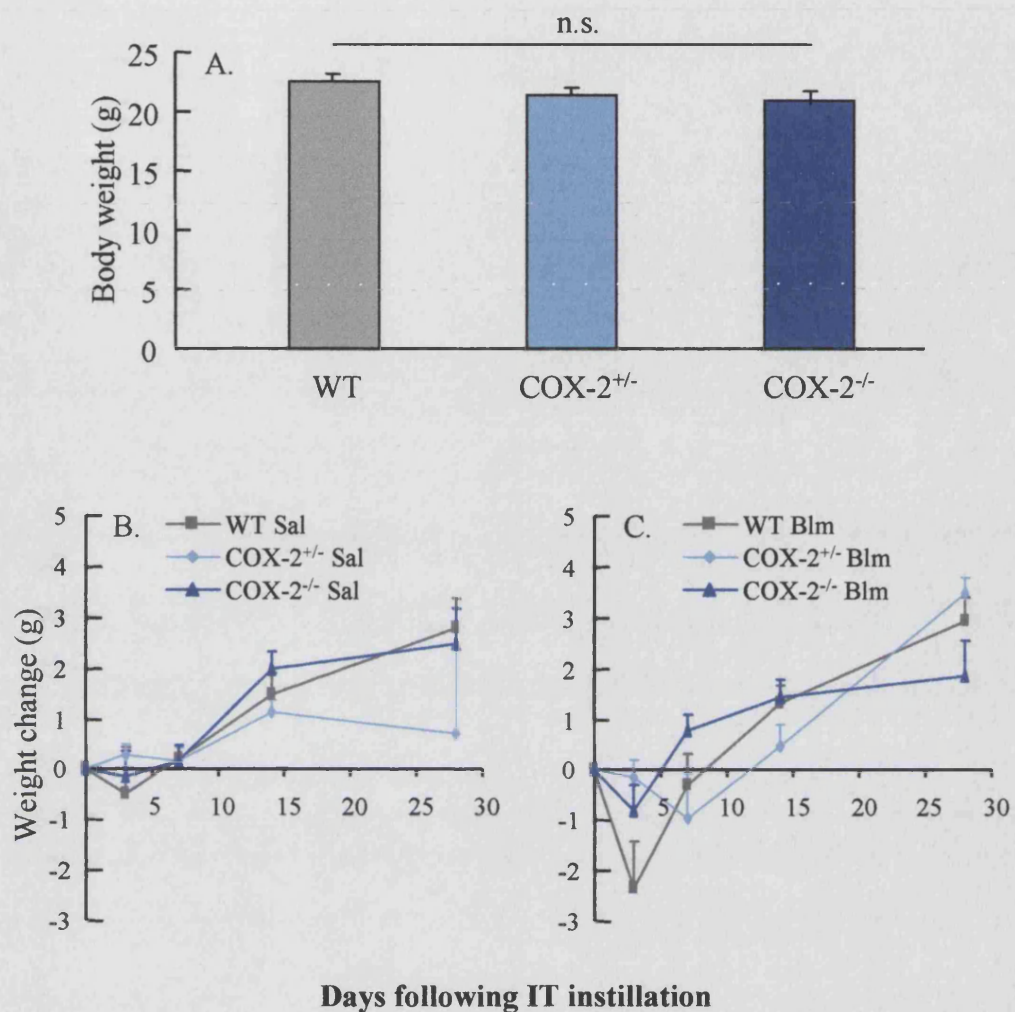 n.s.
A.
Body weight (g)
25
20
15
10
5
0
WT
COX-2+/-
COX-2-/-
B.
WT Sal
COX-2+/- Sal
COX-2-/- Sal
Weight change (g)
5
4
3
2
1
0
-1
-2
-3
5 10 15 20 25 30
C.
WT Blm
COX-2+/- Blm
COX-2-/- Blm
5
4
3
2
1
0
-1
-2
-3
5 10 15 20 25 30
Days following IT instillation